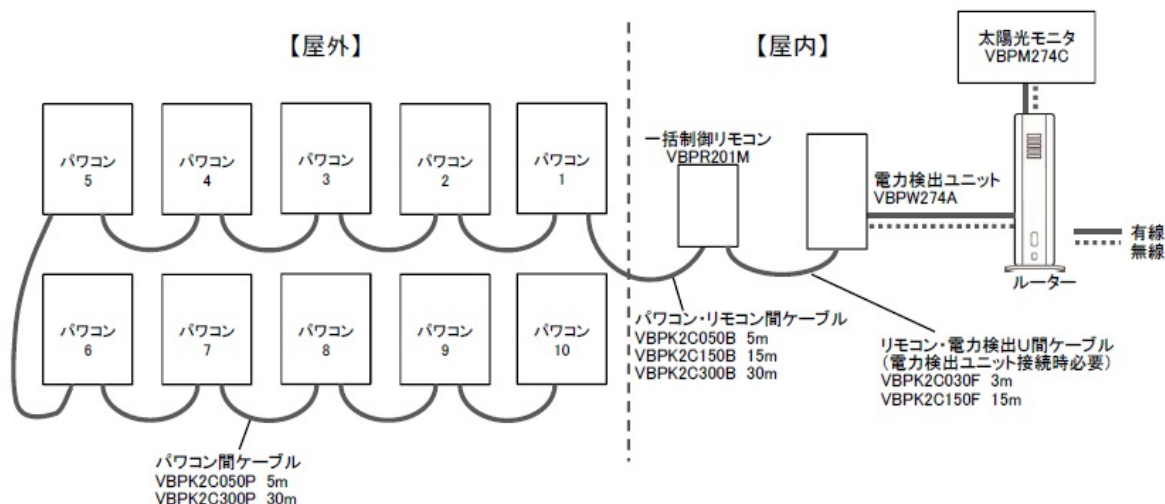 【屋外】
【屋内】
太陽光モニタ
VBPM274C
パワコン
5
パワコン
4
パワコン
3
パワコン
2
パワコン
1
一括制御リモコン
VBPR201M
電力検出ユニット
VBPW274A
有線
無線
ルーター
パワコン
6
パワコン
7
パワコン
8
パワコン
9
パワコン
10
パワコン・リモコン間ケーブル
VBPK2C050B 5m
VBPK2C150B 15m
VBPK2C300B 30m
リモコン・電力検出U間ケーブル
(電力検出ユニット接続時必要)
VBPK2C030F 3m
VBPK2C150F 15m
パワコン間ケーブル
VBPK2C050P 5m
VBPK2C300P 30m